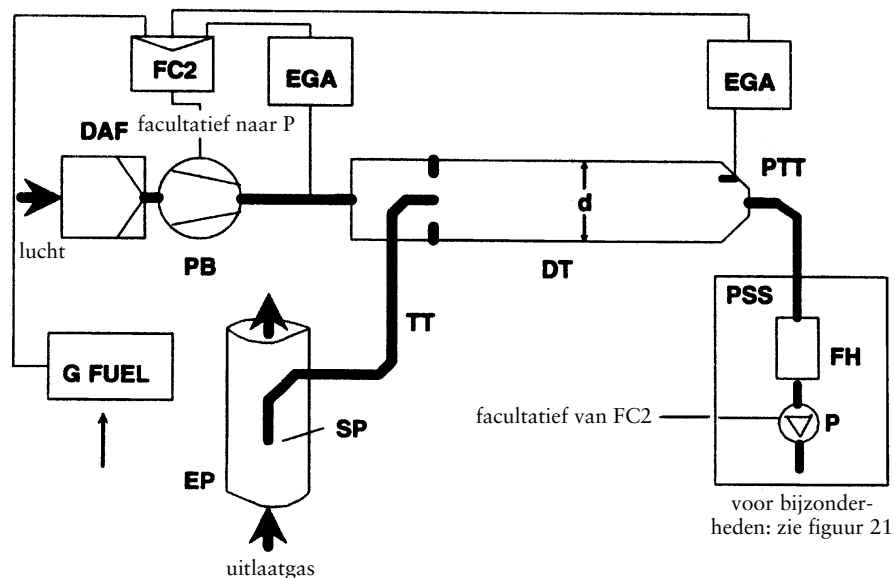 FC2
EGA
EGA
facultatief naar P
DAF
PTT
d
lucht
PB
DT
PSS
TT
FH
G FUEL
facultatief van FC2
P
SP
EP
voor bijzonder-
heden: zie figuur 21
uitlaatgas